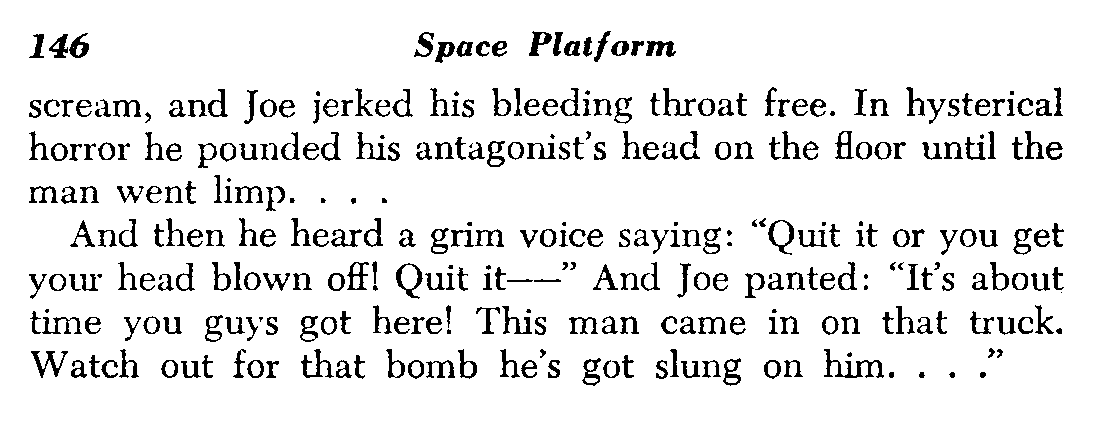 146 Space Platform
scream, and Joe jerked his bleeding throat free. In hysterical
horror he pounded his antagonist's head on the floor until the
man went limp. . . .
And then he heard a grim voice saying: “Quit it or you get
your head blown off! Quit it——” And Joe panted: “It's about
time you guys got here! This man came in on that truck.
Watch out for that bomb he's got slung on him. . . .”